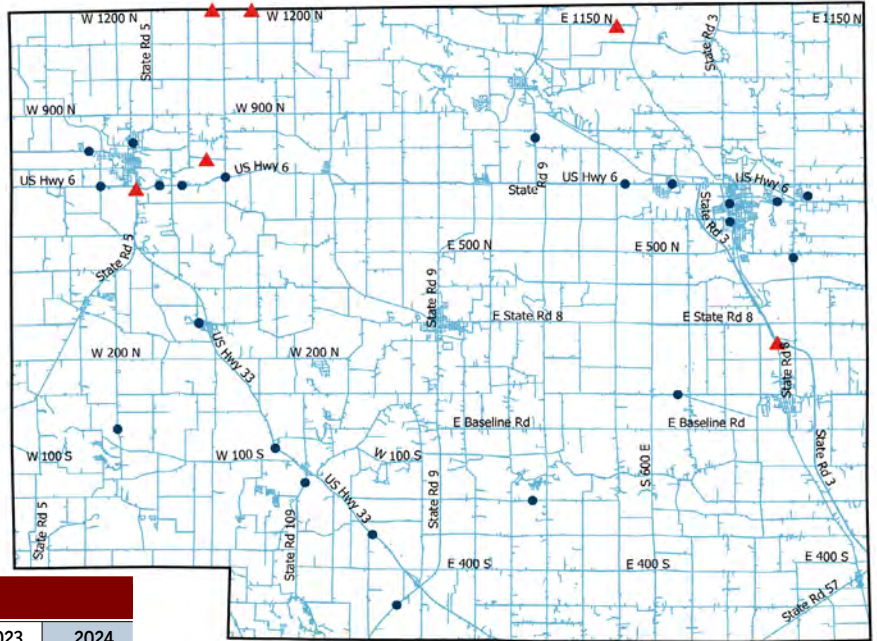 W 1200 N
W 1200 N
E 1150 N
E 1150 N
State Rd 5
State Rd 3
W 900 N
W 900 N
US Hwy 6
US Hwy 6
State Rd 9
US Hwy 6
US Hwy 6
State Rd 3
State Rd 5
E 500 N
E 500 N
State Rd 9
E State Rd 8
E State Rd 8
US Hwy 33
W 200 N
W 200 N
State Rd 8
E Baseline Rd
E Baseline Rd
W 100 S
W 100 S
W 100 S
S 600 E
State Rd 3
State Rd 5
State Rd 109
US Hwy 33
State Rd 9
E 400 S
E 400 S
E 400 S
State Rd 57
2024